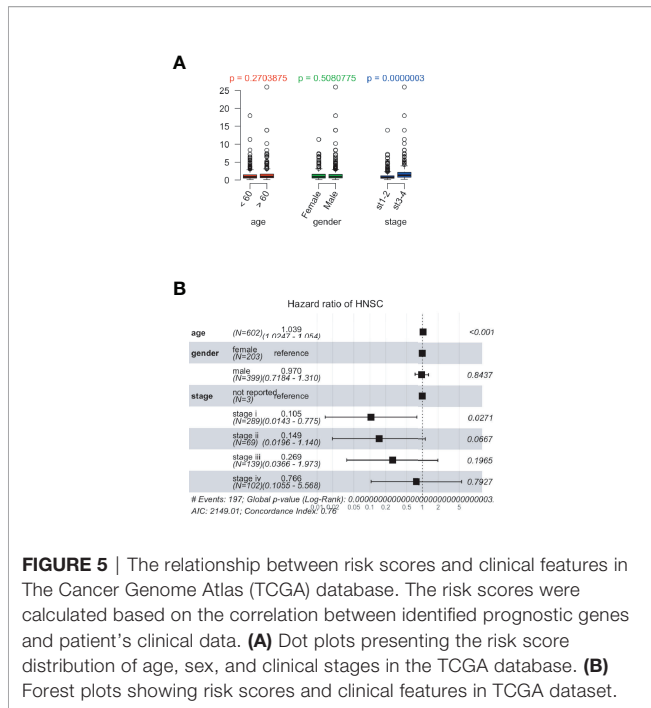 A
p = 0.2703875 p = 0.5080775 p = 0.0000003
25
20
15
10
5
0
< 60 > 60 Female Male st1-2 st3-4
age gender stage
B
Hazard ratio of HNSC
age (N=602) 1.039 (1.0247 - 1.054) <0.001
gender female (N=203) reference
male (N=399) 0.970 (0.7184 - 1.310) 0.8437
stage not reported (N=3) reference
stage i (N=289) 0.105 (0.0143 - 0.775) 0.0271
stage ii (N=69) 0.149 (0.0196 - 1.140) 0.0667
stage iii (N=139) 0.269 (0.0366 - 1.973) 0.1965
stage iv (N=102) 0.766 (0.1055 - 5.568) 0.7927
# Events: 197; Global p-value (Log-Rank):
AIC: 2149.01; Concordance Index: 0.76
0.01 0.02 0.05 0.1 0.2 0.5 1 2 5
FIGURE 5 | The relationship between risk scores and clinical features in
The Cancer Genome Atlas (TCGA) database. The risk scores were
calculated based on the correlation between identified prognostic genes
and patient's clinical data. (A) Dot plots presenting the risk score
distribution of age, sex, and clinical stages in the TCGA database. (B)
Forest plots showing risk scores and clinical features in TCGA dataset.